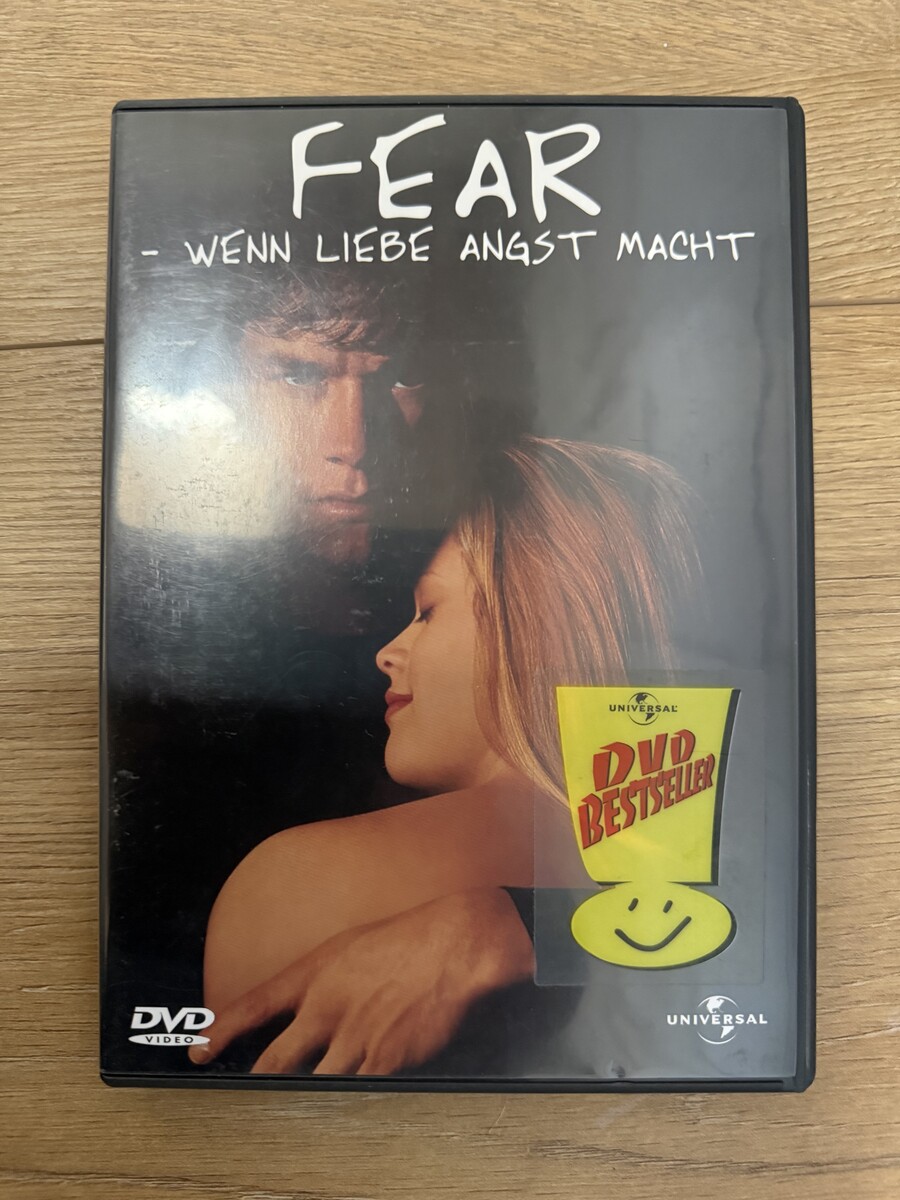 FEAR
- WENN LIEBE ANGST MACHT
UNIVERSAL
DVD
BESTSELLER
DVD
VIDEO
UNIVERSAL